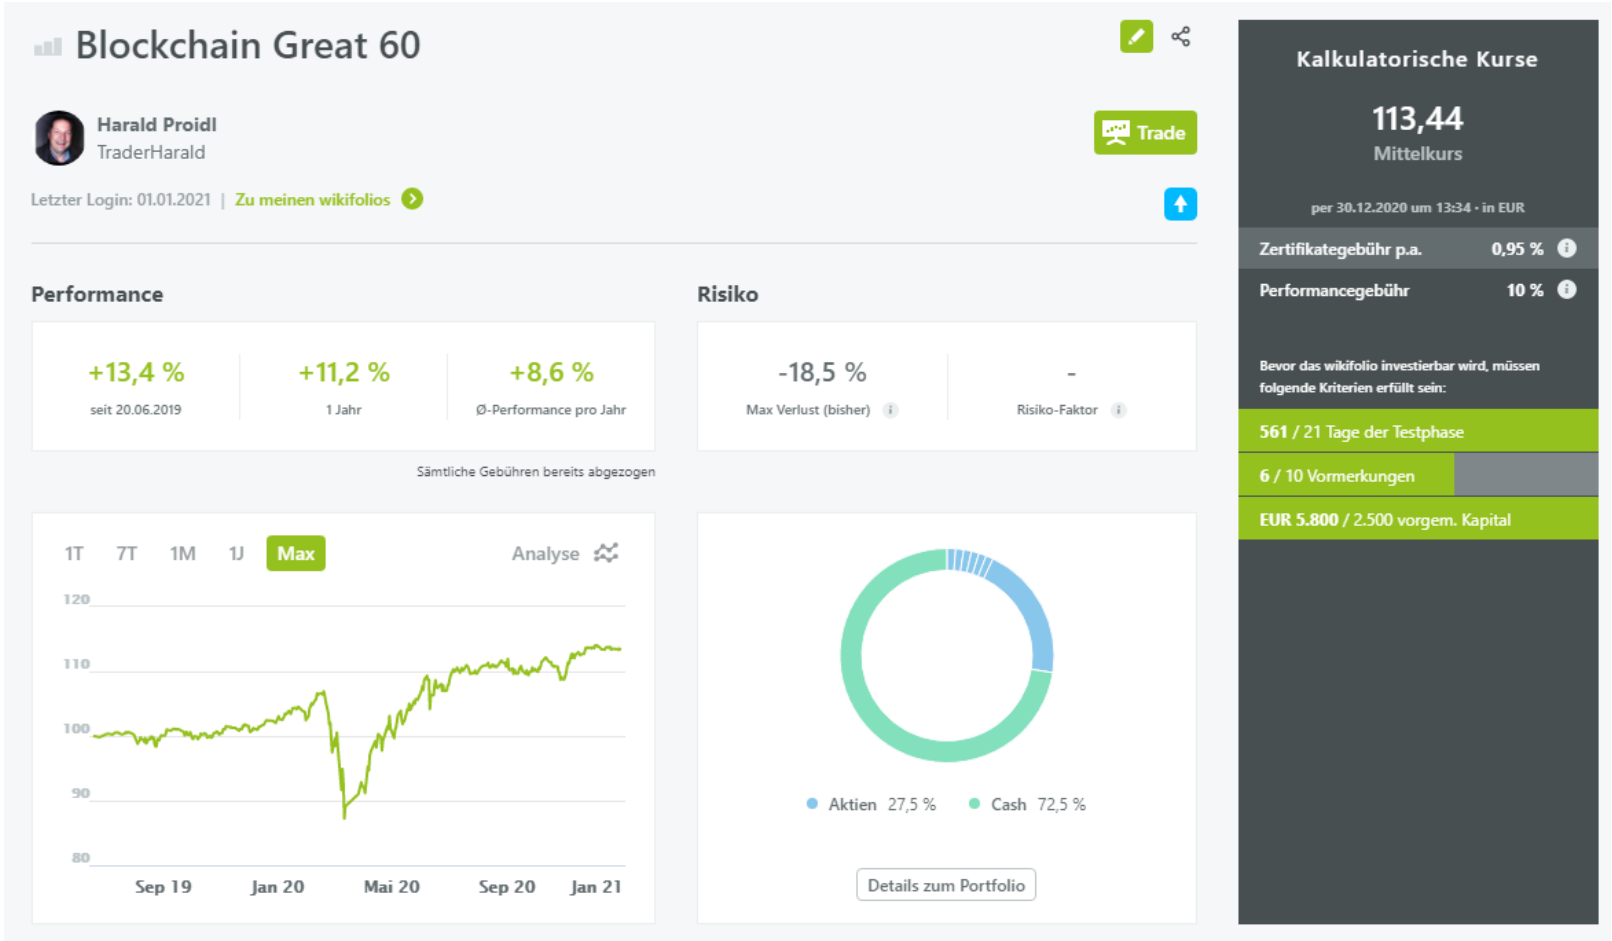 Blockchain Great 60
Harald Proidl
TraderHarald
Trade
Letzter Login: 01.01.2021 | Zu meinen wikifolios
Performance
+13,4 %
seit 20.06.2019
+11,2 %
1 Jahr
+8,6 %
Ø-Performance pro Jahr
Sämtliche Gebühren bereits abgezogen
Risiko
-18,5 %
Max Verlust (bisher) i
-
Risiko-Faktor i
1T 7T 1M 1J Max Analyse
120
110
100
90
80
Sep 19 Jan 20 Mai 20 Sep 20 Jan 21
Aktien 27,5 % Cash 72,5 %
Details zum Portfolio
Kalkulatorische Kurse
113,44
Mittelkurs
per 30.12.2020 um 13:34 · in EUR
Zertifikategebühr p.a. 0,95 % i
Performancegebühr 10 % i
Bevor das wikifolio investierbar wird, müssen
folgende Kriterien erfüllt sein:
561 / 21 Tage der Testphase
6 / 10 Vormerkungen
EUR 5.800 / 2.500 vorgem. Kapital